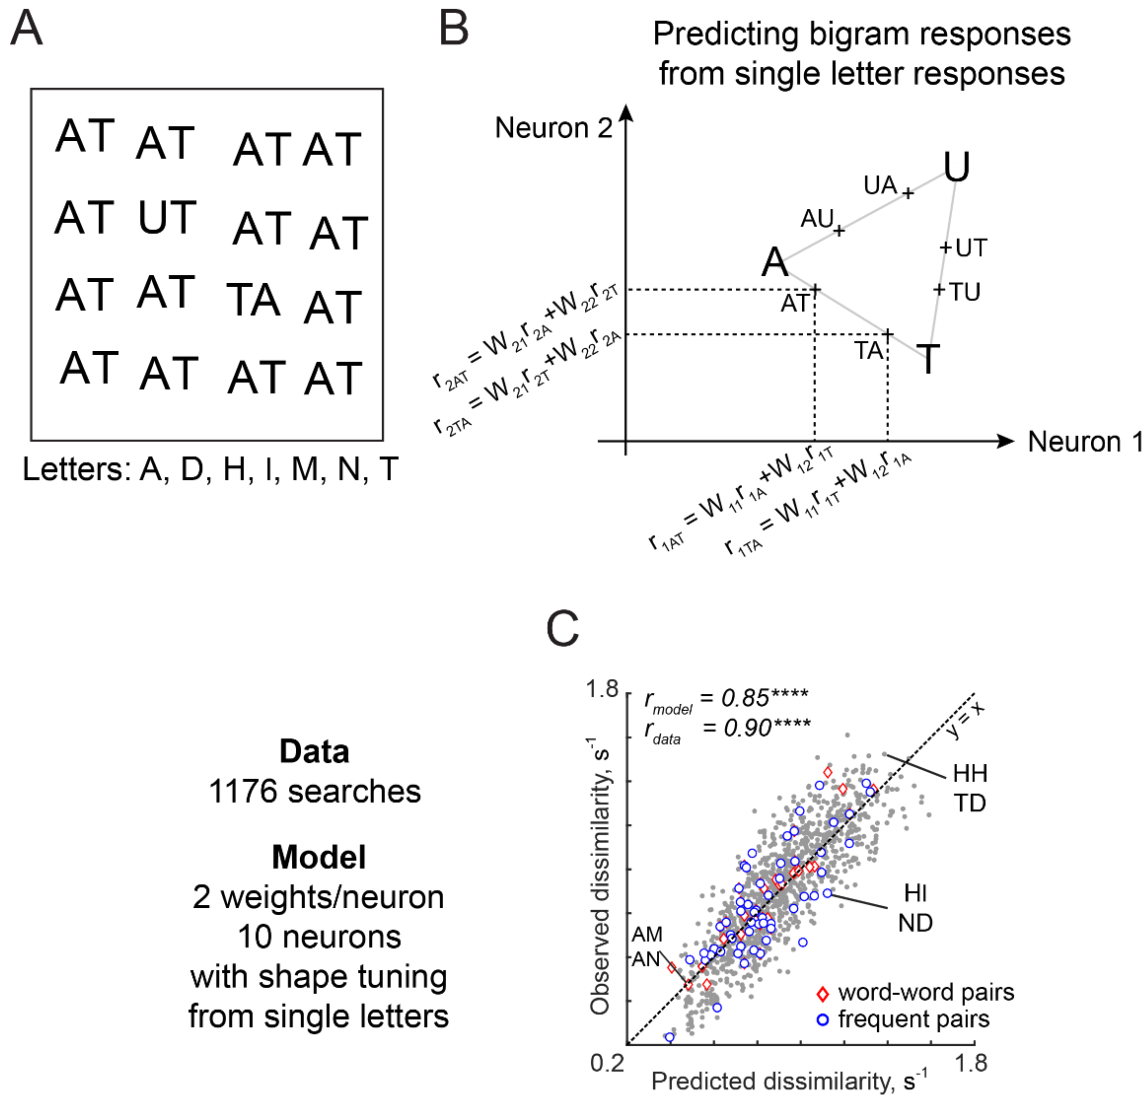 A
AT AT AT AT
AT UT AT AT
AT AT TA AT
AT AT AT AT
Letters: A, D, H, I, M, N, T
B
Predicting bigram responses
from single letter responses
Neuron 2
U
UA
AU
A
UT
AT
TU
TA
T
r2AT = W21r2A+W22r2T
r2TA = W21r2T+W22r2A
Neuron 1
r1AT = W11r1A+W12r1T
r1TA = W11r1T+W12r1A
Data
1176 searches
Model
2 weights/neuron
10 neurons
with shape tuning
from single letters
C
1.8
rmodel = 0.85****
rdata = 0.90****
y = x
HH
TD
HI
ND
AM
AN
word-word pairs
frequent pairs
Observed dissimilarity, s-1
0.2
1.8
Predicted dissimilarity, s-1